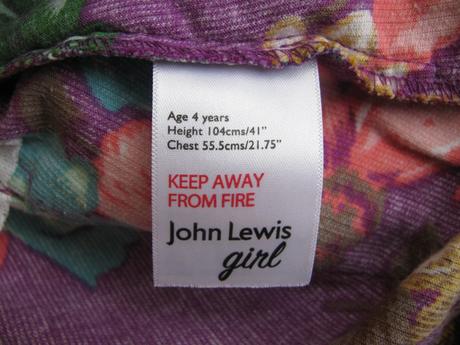 Age 4 years
Height 104cms/41"
Chest 55.5cms/21.75"
KEEP AWAY
FROM FIRE
John Lewis
girl